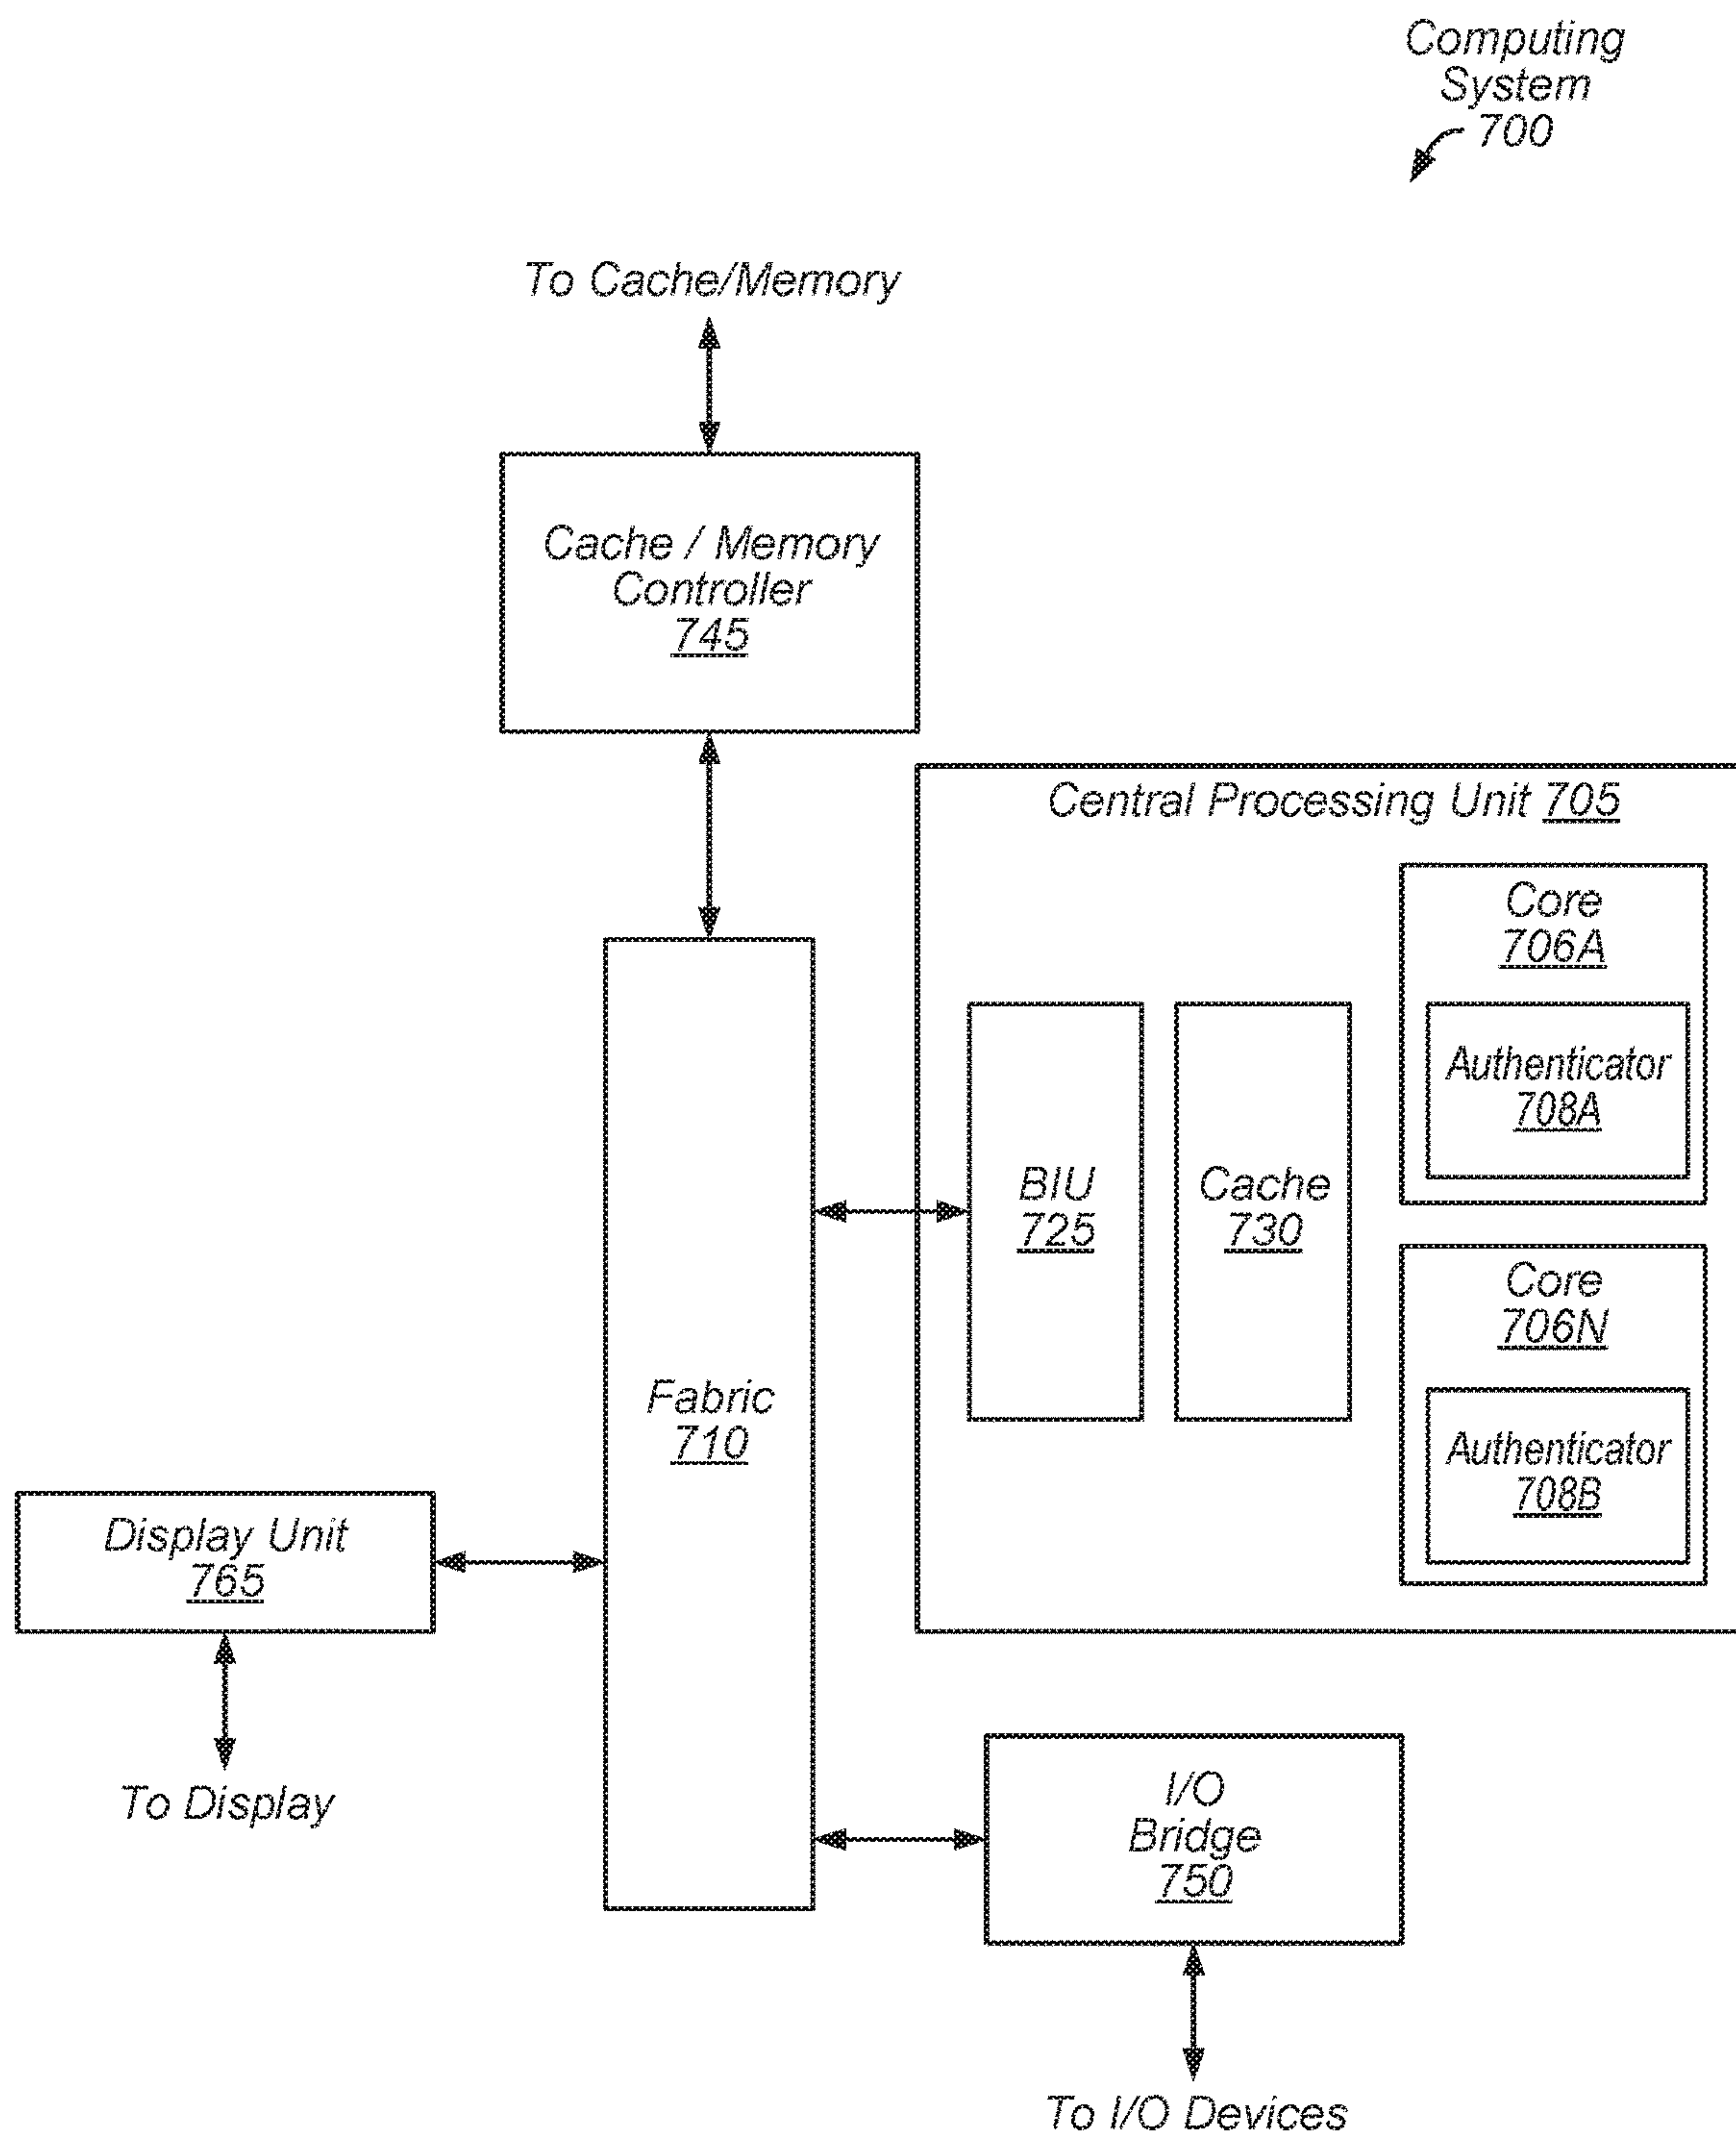 Computing
System
700
To Cache/Memory
Cache / Memory
Controller
745
Central Processing Unit 705
Core
706A
Authenticator
708A
BIU
725
Cache
730
Core
706N
Authenticator
708B
Fabric
710
Display Unit
765
To Display
I/O
Bridge
750
To I/O Devices